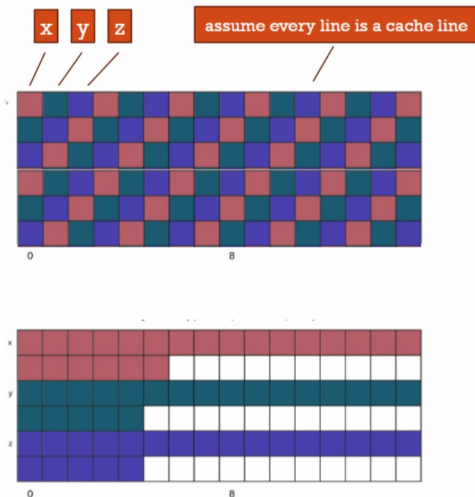 x y z assume every line is a cache line
0 8
x
y
z
0 8